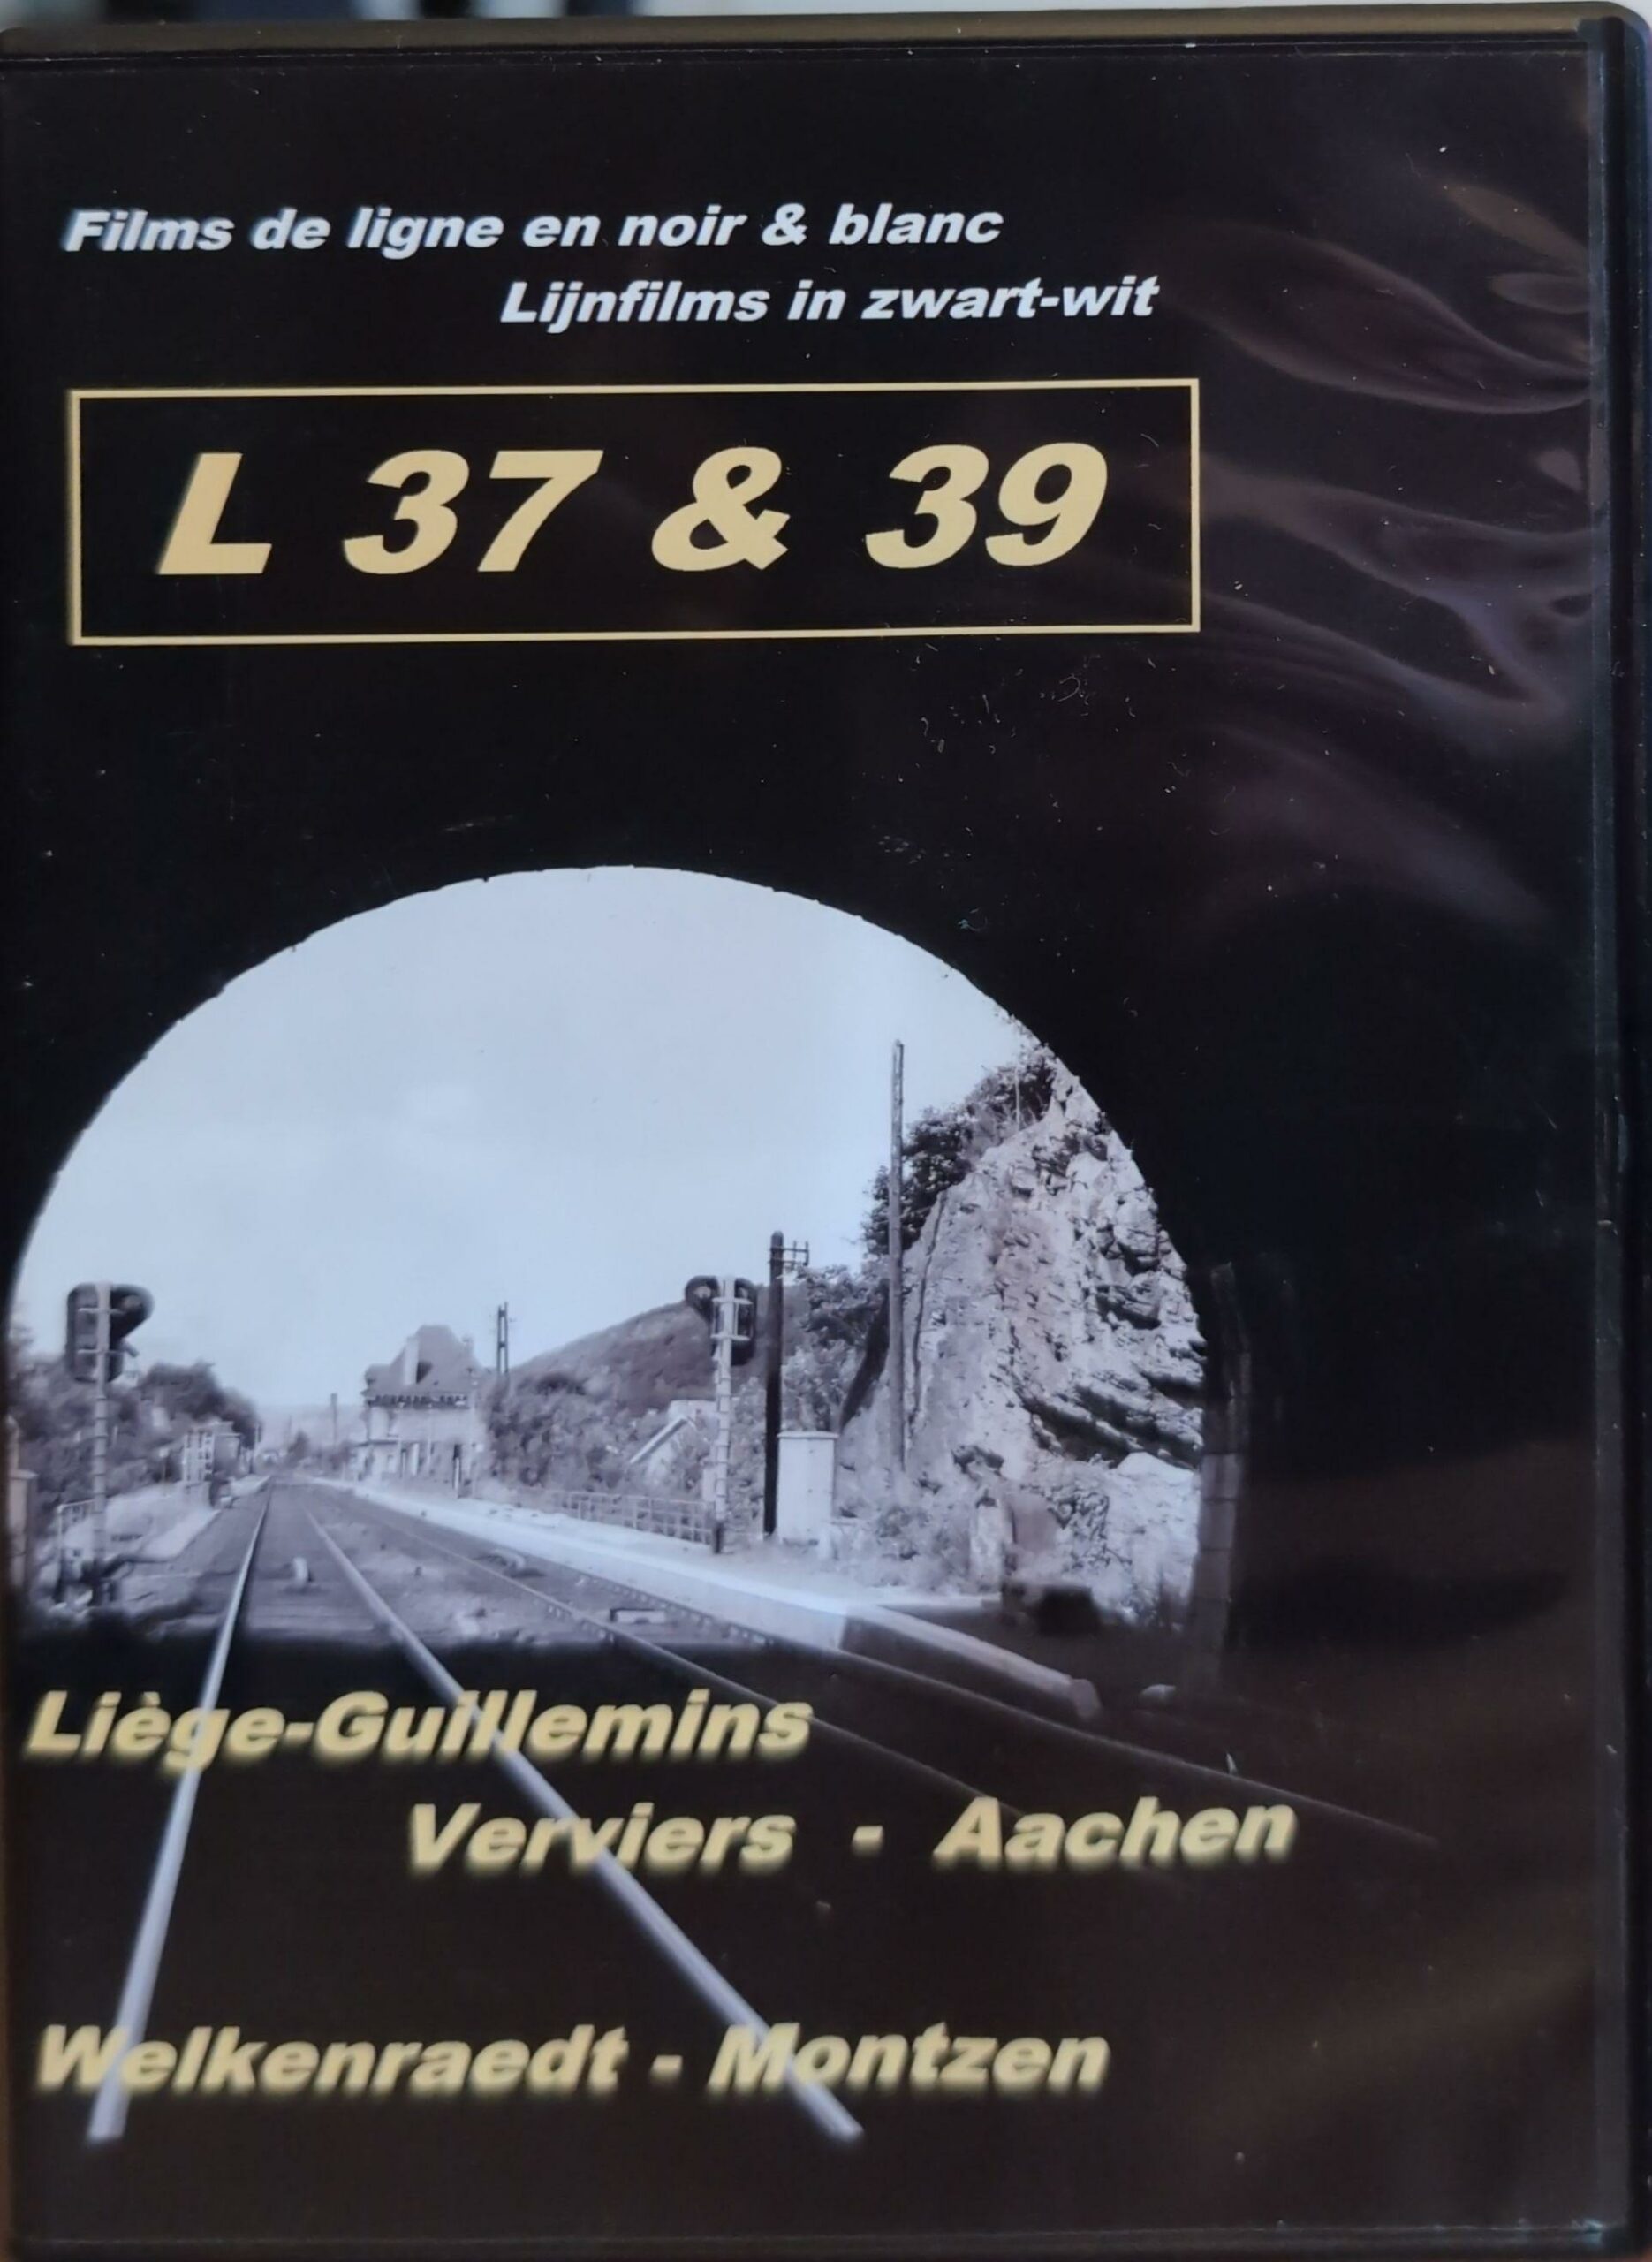 Films de ligne en noir & blanc
Lijnfilms in zwart-wit
L 37 & 39
Liège-Guillemins
Verviers - Aachen
Welkenraedt - Montzen